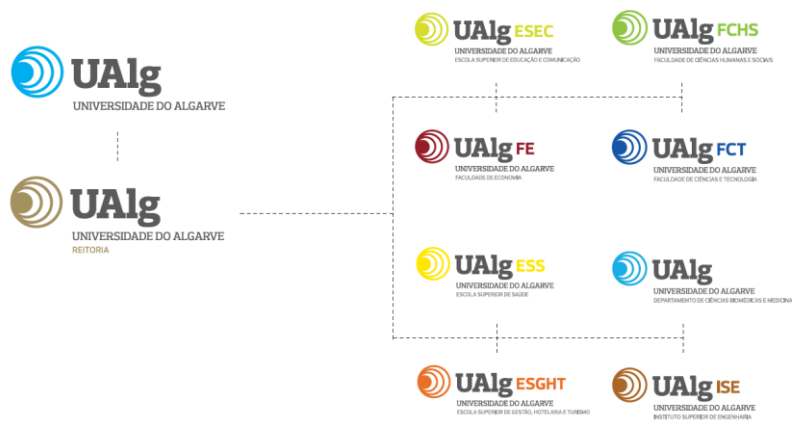 UAlg
UNIVERSIDADE DO ALGARVE
UAlg
UNIVERSIDADE DO ALGARVE
REITORIA
UAlg ESEC
UNIVERSIDADE DO ALGARVE
ESCOLA SUPERIOR DE EDUCAÇÃO E COMUNICAÇÃO
UAlg FCHS
UNIVERSIDADE DO ALGARVE
FACULDADE DE CIÊNCIAS HUMANAS E SOCIAIS
UAlg FE
UNIVERSIDADE DO ALGARVE
FACULDADE DE ECONOMIA
UAlg FCT
UNIVERSIDADE DO ALGARVE
FACULDADE DE CIÊNCIAS E TECNOLOGIA
UAlg ESS
UNIVERSIDADE DO ALGARVE
ESCOLA SUPERIOR DE SAÚDE
UAlg
UNIVERSIDADE DO ALGARVE
DEPARTAMENTO DE CIÊNCIAS BIOMÉDICAS E MEDICINA
UAlg ESGHT
UNIVERSIDADE DO ALGARVE
ESCOLA SUPERIOR DE GESTÃO, HOTELARIA E TURISMO
UAlg ISE
UNIVERSIDADE DO ALGARVE
INSTITUTO SUPERIOR DE ENGENHARIA